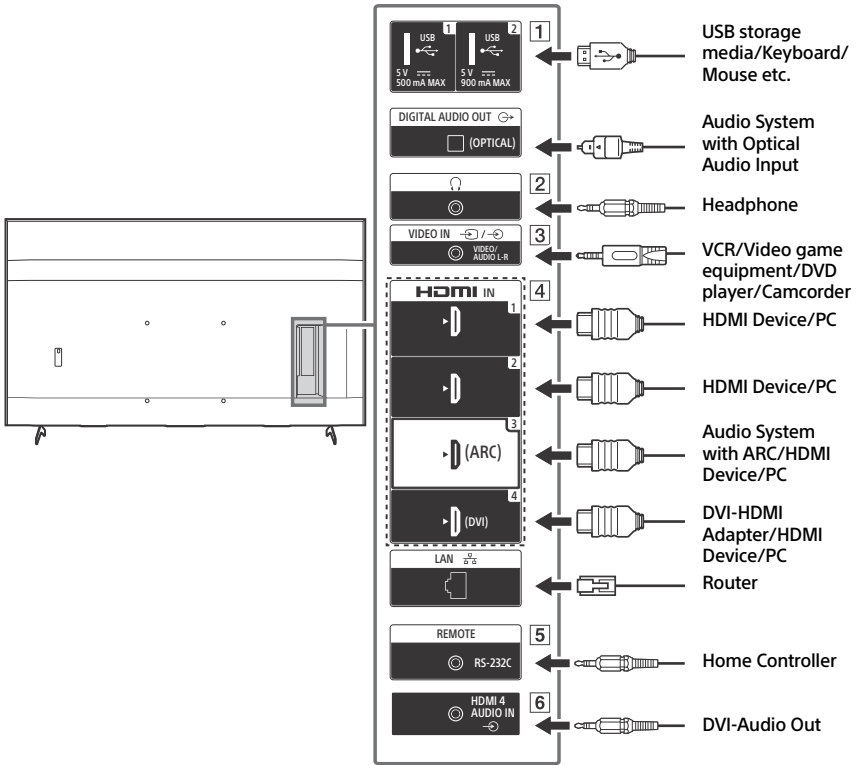 1
USB
1
5 V
500 mA MAX
USB
2
5 V
900 mA MAX
USB storage
media/Keyboard/
Mouse etc.
DIGITAL AUDIO OUT
(OPTICAL)
Audio System
with Optical
Audio Input
2
Headphone
VIDEO IN /
3
VIDEO/
AUDIO L-R
VCR/Video game
equipment/DVD
player/Camcorder
HDMI IN
4
1
HDMI Device/PC
2
HDMI Device/PC
3
(ARC)
Audio System
with ARC/HDMI
Device/PC
4
(DVI)
DVI-HDMI
Adapter/HDMI
Device/PC
LAN
Router
REMOTE
5
RS-232C
Home Controller
HDMI 4
AUDIO IN
6
DVI-Audio Out